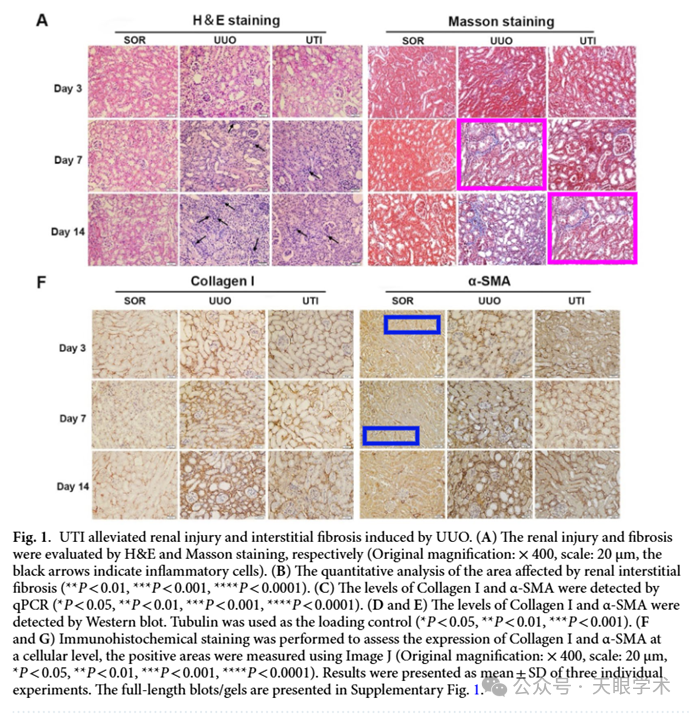 A
H&E staining
Masson staining
SOR UUO UTI SOR UUO UTI
Day 3
Day 7
Day 14
F
Collagen I
α-SMA
SOR UUO UTI SOR UUO UTI
Day 3
Day 7
Day 14
Fig. 1. UTI alleviated renal injury and interstitial fibrosis induced by UUO. (A) The renal injury and fibrosis
were evaluated by H&E and Masson staining, respectively (Original magnification: × 400, scale: 20 μm, the
black arrows indicate inflammatory cells). (B) The quantitative analysis of the area affected by renal interstitial
fibrosis (**P<0.01, ***P<0.001, ****P<0.0001). (C) The levels of Collagen I and α-SMA were detected by
qPCR (*P<0.05, **P<0.01, ***P<0.001, ****P<0.0001). (D and E) The levels of Collagen I and α-SMA were
detected by Western blot. Tubulin was used as the loading control (*P<0.05, **P<0.01, ***P<0.001). (F
and G) Immunohistochemical staining was performed to assess the expression of Collagen I and α-SMA at
a cellular level, the positive areas were measured using Image J (Original magnification: × 400, scale: 20 μm,
*P<0.05, **P<0.01, ***P<0.001, ****P<0.0001). Results were presented as mean ± SD of three individual
experiments. The full-length blots/gels are presented in Supplementary Fig. 1.
公众号 · 天眼学术